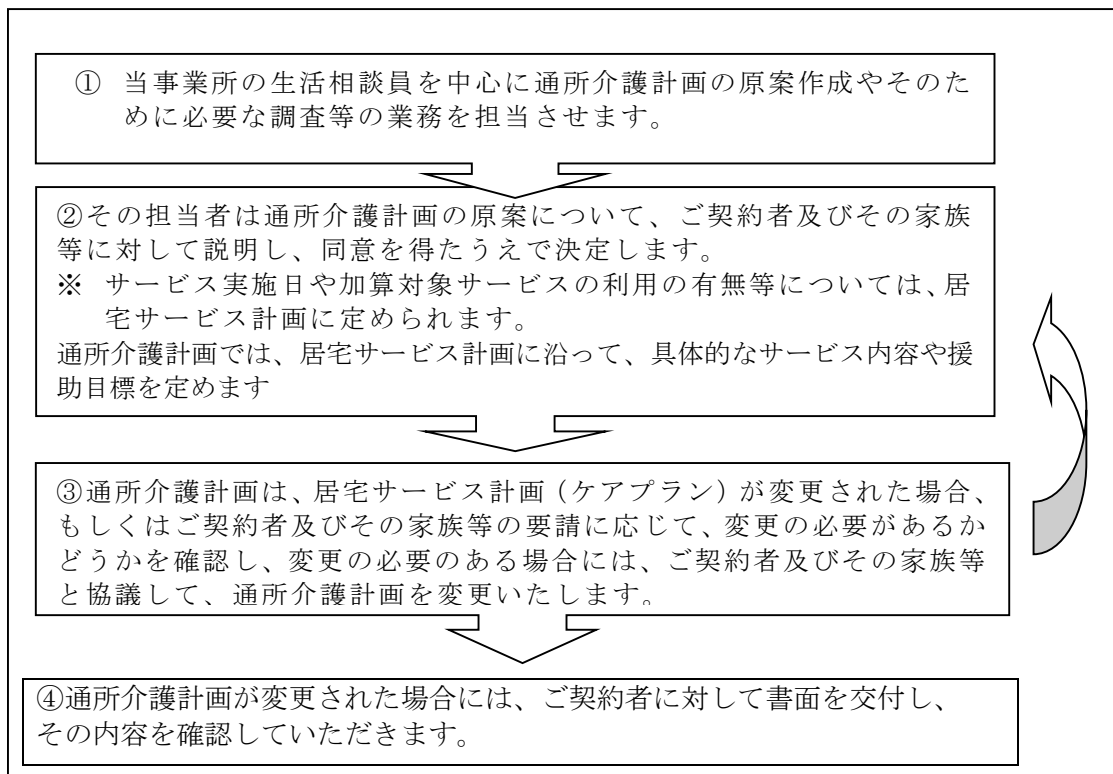 ① 当事業所の生活相談員を中心に通所介護計画の原案作成やそのた
めに必要な調査等の業務を担当させます。
②その担当者は通所介護計画の原案について、ご契約者及びその家族
等に対して説明し、同意を得たうえで決定します。
※ サービス実施日や加算対象サービスの利用の有無等については、居
宅サービス計画に定められます。
通所介護計画では、居宅サービス計画に沿って、具体的なサービス内容や援
助目標を定めます
③通所介護計画は、居宅サービス計画（ケアプラン）が変更された場合、
もしくはご契約者及びその家族等の要請に応じて、変更の必要があるか
どうかを確認し、変更の必要のある場合には、ご契約者及びその家族等
と協議して、通所介護計画を変更いたします。
④通所介護計画が変更された場合には、ご契約者に対して書面を交付し、
その内容を確認していただきます。